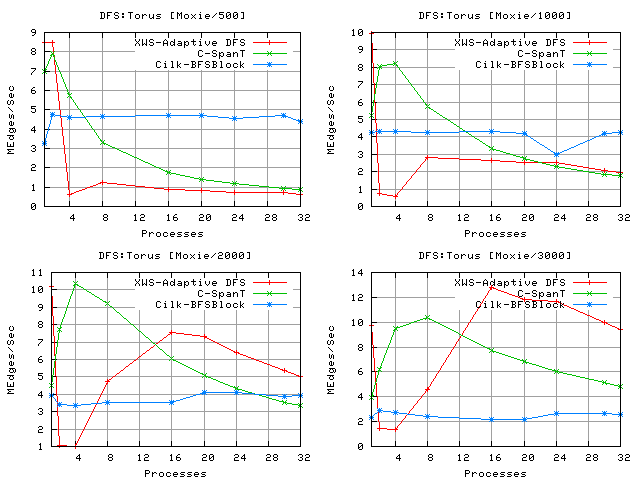 DFS:Torus [Moxie/500]
9
8
7
6
5
4
3
2
1
0
MEdges/Sec
XWS-Adaptive DFS
C-SpanT
Cilk-BFSBlock
4 8 12 16 20 24 28 32
Processes
DFS:Torus [Moxie/1000]
10
9
8
7
6
5
4
3
2
1
0
MEdges/Sec
XWS-Adaptive DFS
C-SpanT
Cilk-BFSBlock
4 8 12 16 20 24 28 32
Processes
DFS:Torus [Moxie/2000]
11
10
9
8
7
6
5
4
3
2
1
MEdges/Sec
XWS-Adaptive DFS
C-SpanT
Cilk-BFSBlock
4 8 12 16 20 24 28 32
Processes
DFS:Torus [Moxie/3000]
14
12
10
8
6
4
2
0
MEdges/Sec
XWS-Adaptive DFS
C-SpanT
Cilk-BFSBlock
4 8 12 16 20 24 28 32
Processes